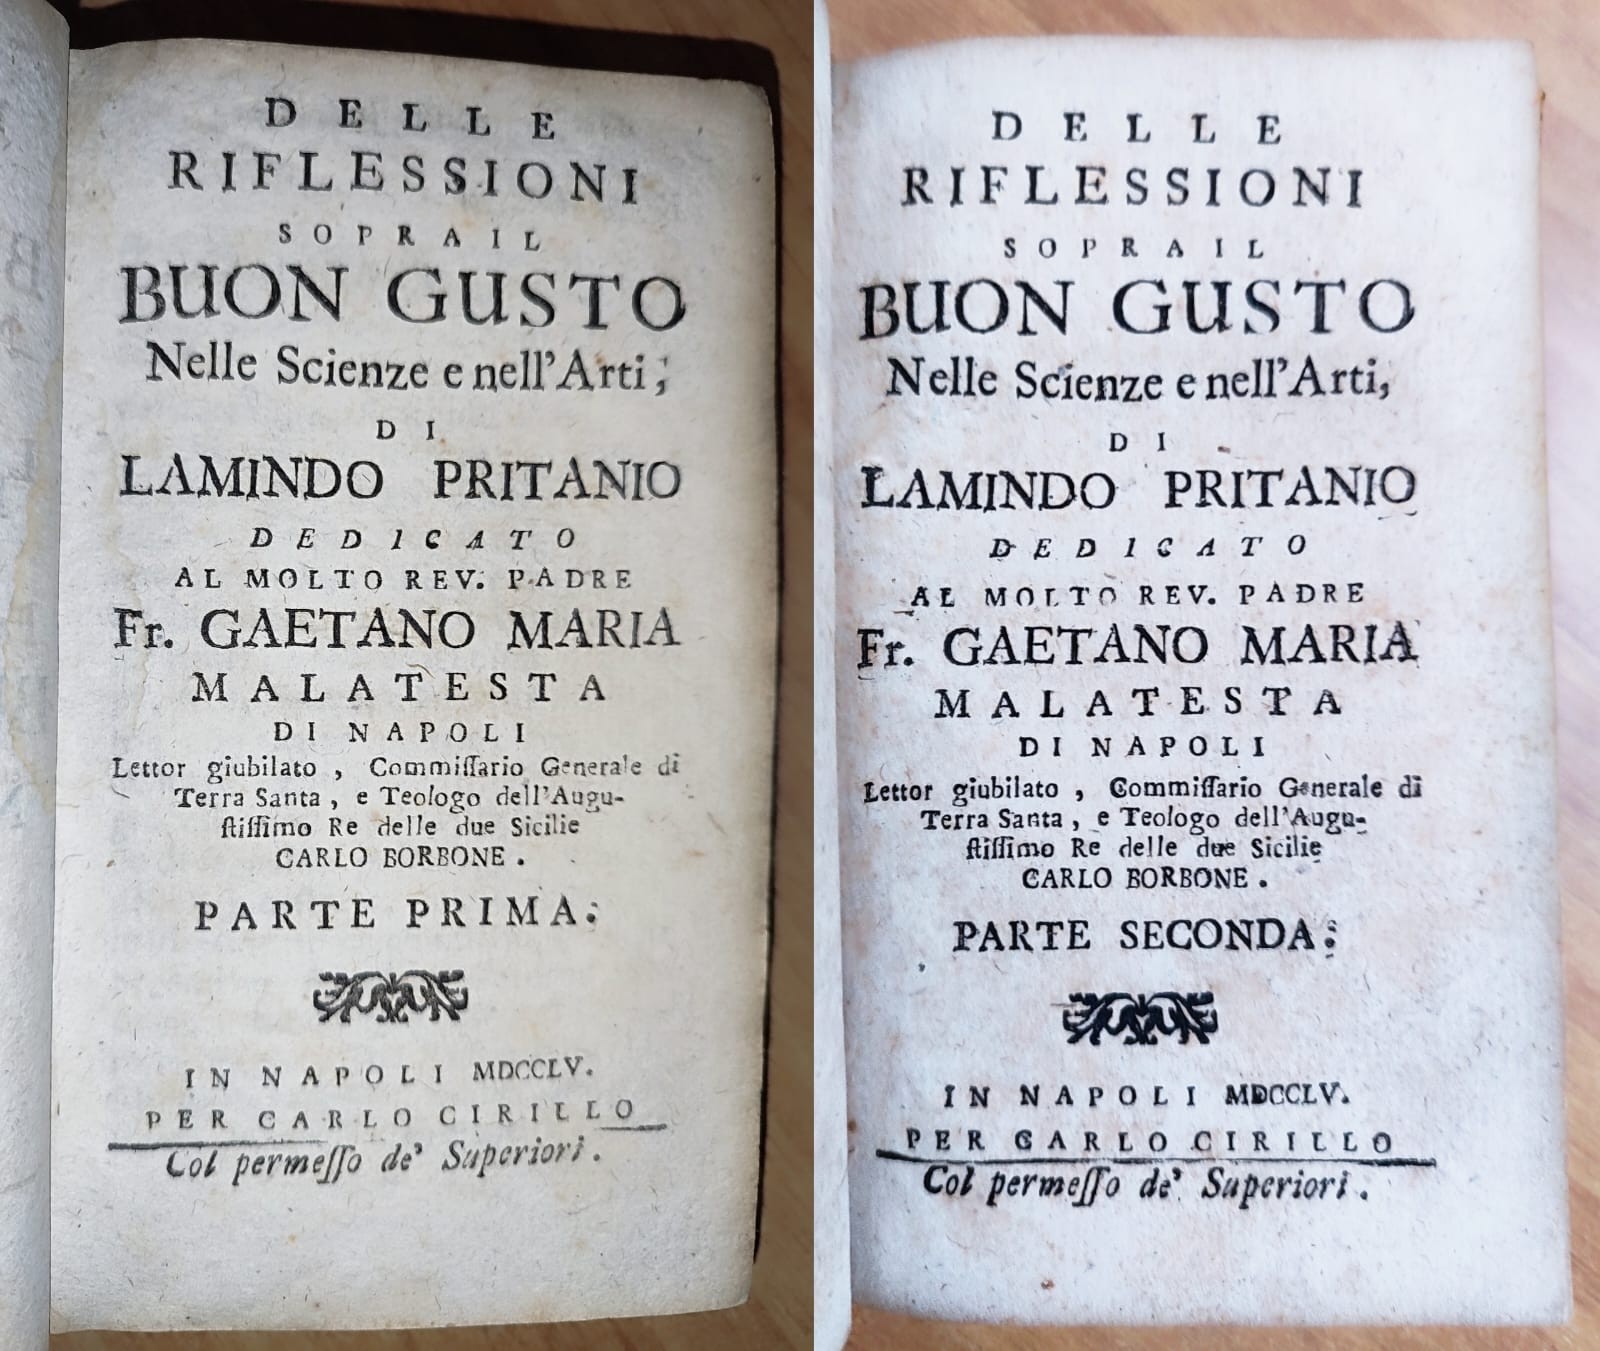 DELLE
RIFLESSIONI
SOPRA IL
BUON GUSTO
Nelle Scienze e nell'Arti;
DI
LAMINDO PRITANIO
DEDICATO
AL MOLTO REV. PADRE
Fr. GAETANO MARIA
MALATESTA
DI NAPOLI
Lettor giubilato, Commiſſario Generale di
Terra Santa, e Teologo dell'Augu-
ſtiſſimo Re delle due Sicilie
CARLO BORBONE.
PARTE PRIMA:
IN NAPOLI MDCCLV.
PER CARLO CIRILLO
Col permeſſo de' Superiori.
DELLE
RIFLESSIONI
SOPRA IL
BUON GUSTO
Nelle Scienze e nell'Arti,
DI
LAMINDO PRITANIO
DEDICATO
AL MOLTO REV. PADRE
Fr. GAETANO MARIA
MALATESTA
DI NAPOLI
Lettor giubilato, Commiſſario Generale di
Terra Santa, e Teologo dell'Augu-
ſtiſſimo Re delle due Sicilie
CARLO BORBONE.
PARTE SECONDA:
IN NAPOLI MDCCLV.
PER CARLO CIRILLO
Col permeſſo de' Superiori.